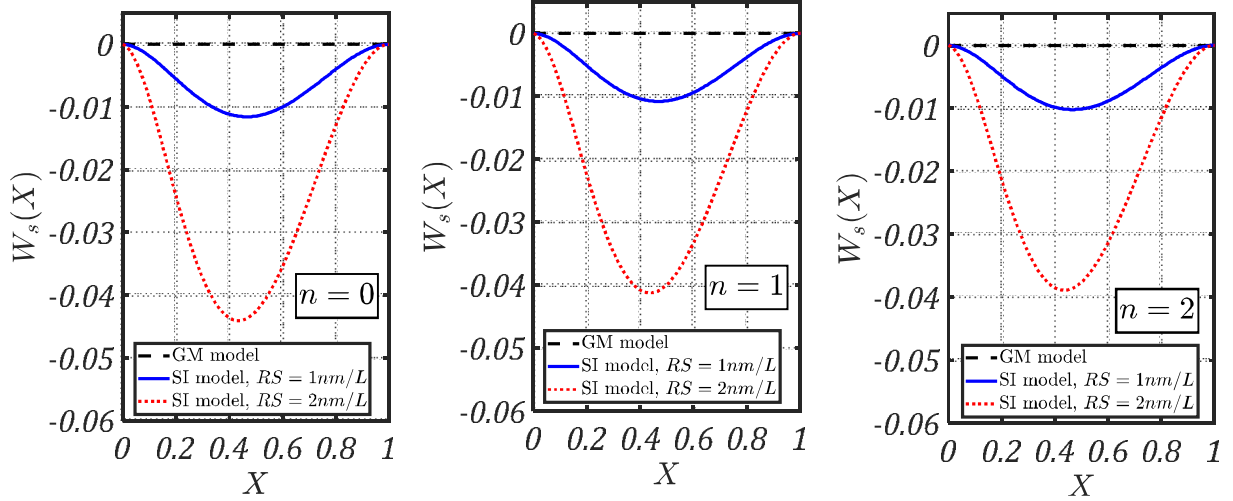 0
-0.01
-0.02
-0.03
-0.04
-0.05
-0.06
W_s(X)
n = 0
GM model
SI model, RS = 1nm/L
SI model, RS = 2nm/L
0 0.2 0.4 0.6 0.8 1
X
0
-0.01
-0.02
-0.03
-0.04
-0.05
-0.06
W_s(X)
n = 1
GM model
SI model, RS = 1nm/L
SI model, RS = 2nm/L
0 0.2 0.4 0.6 0.8 1
X
0
-0.01
-0.02
-0.03
-0.04
-0.05
-0.06
W_s(X)
n = 2
GM model
SI model, RS = 1nm/L
SI model, RS = 2nm/L
0 0.2 0.4 0.6 0.8 1
X